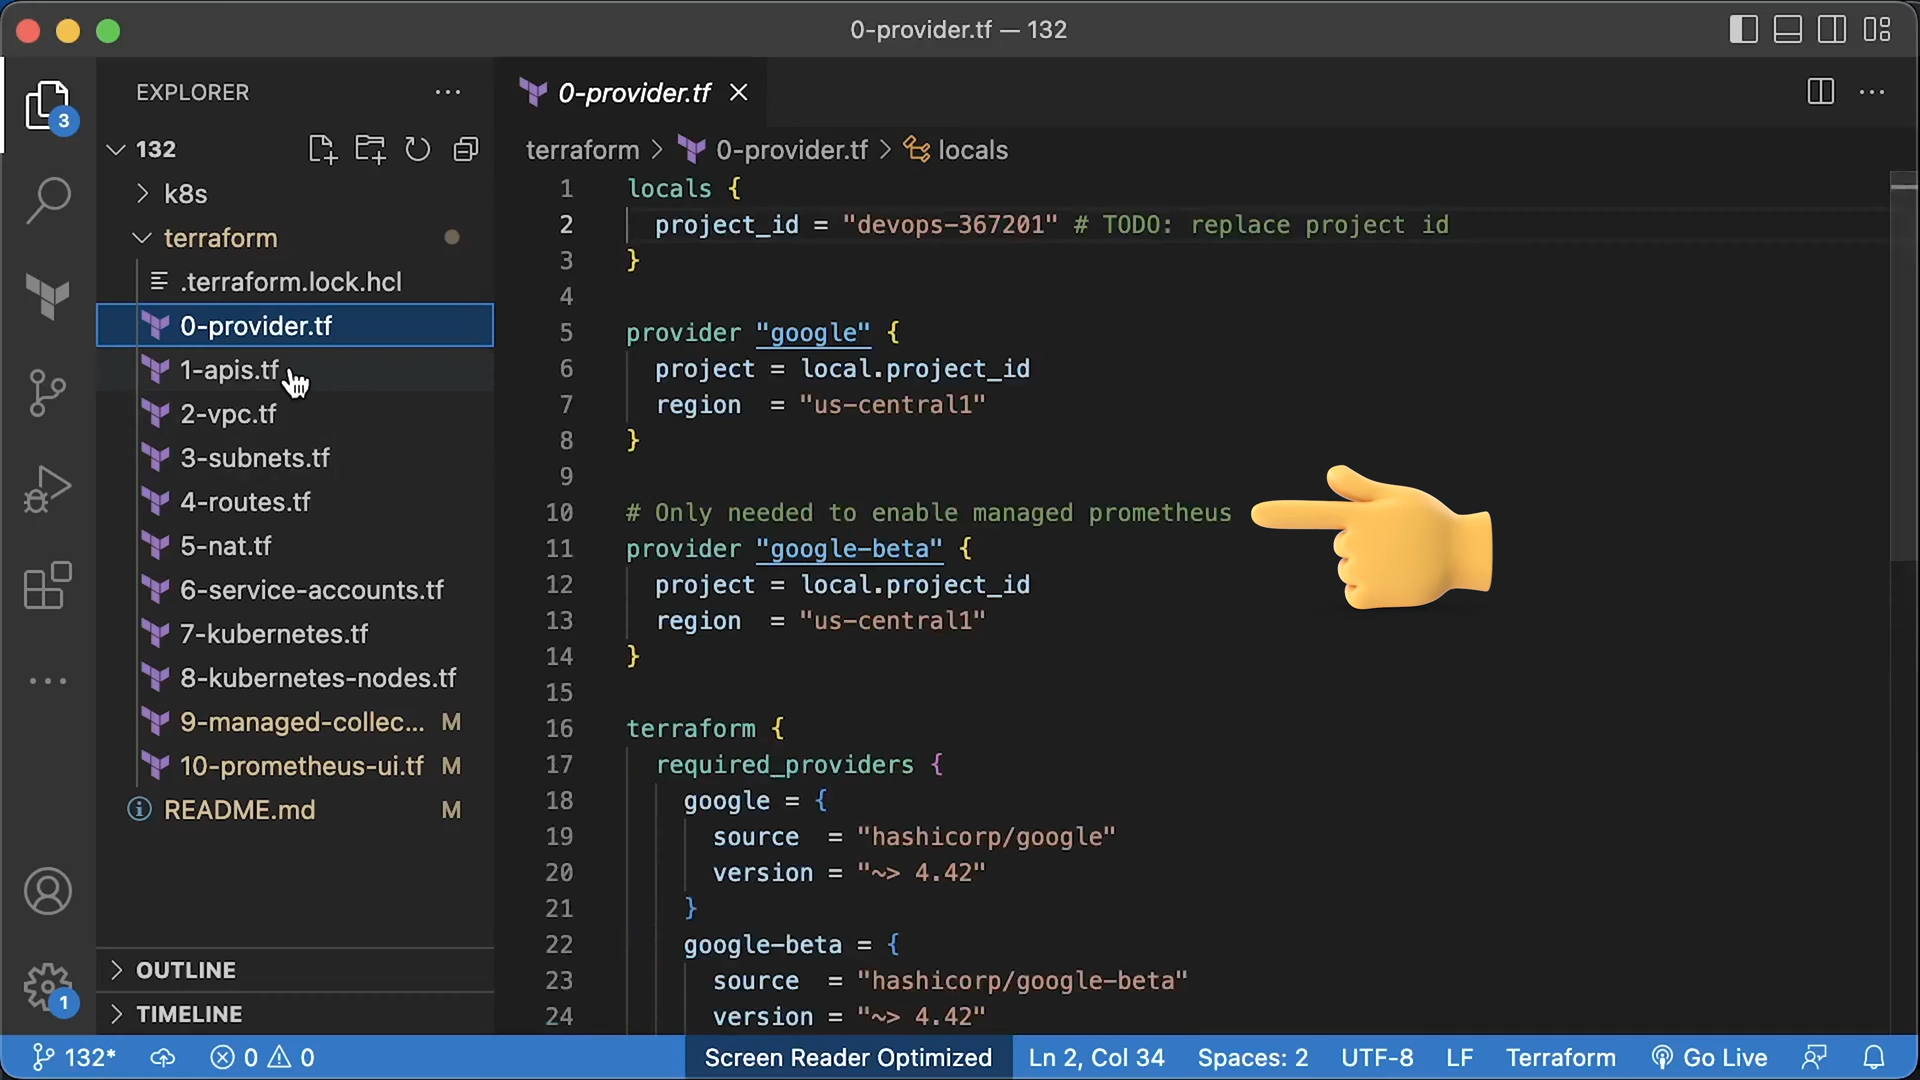 0-provider.tf — 132
EXPLORER
0-provider.tf
3
132
terraform > 0-provider.tf > locals
k8s
terraform
.terraform.lock.hcl
0-provider.tf
1-apis.tf
2-vpc.tf
3-subnets.tf
4-routes.tf
5-nat.tf
6-service-accounts.tf
7-kubernetes.tf
8-kubernetes-nodes.tf
9-managed-collec... M
10-prometheus-ui.tf M
README.md M
OUTLINE
TIMELINE
1
1 locals {
2 project_id = "devops-367201" # TODO: replace project id
3 }
4
5 provider "google" {
6 project = local.project_id
7 region = "us-central1"
8 }
9
10 # Only needed to enable managed prometheus
11 provider "google-beta" {
12 project = local.project_id
13 region = "us-central1"
14 }
15
16 terraform {
17 required_providers {
18 google = {
19 source = "hashicorp/google"
20 version = "~> 4.42"
21 }
22 google-beta = {
23 source = "hashicorp/google-beta"
24 version = "~> 4.42"
132* 0 0 Screen Reader Optimized Ln 2, Col 34 Spaces: 2 UTF-8 LF Terraform Go Live